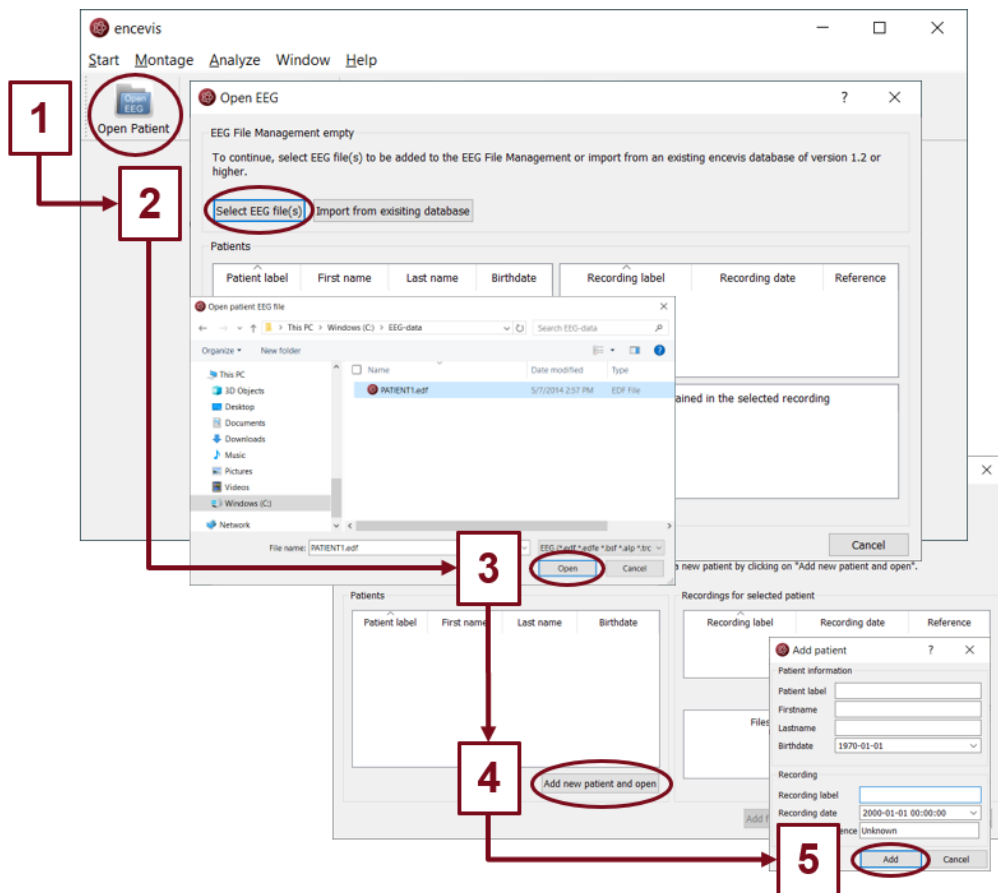 encevis
Start Montage Analyze Window Help
Open EEG
Open Patient
1
Open EEG
EEG File Management empty
To continue, select EEG file(s) to be added to the EEG File Management or import from an existing encevis database of version 1.2 or
higher.
2
Select EEG file(s) Import from exisiting database
Patients
Patient label First name Last name Birthdate Recording label Recording date Reference
Open patient EEG file
This PC > Windows (C:) > EEG-data Search EEG-data
Organize New folder
Name Date modified Type
PATIENT1.edf 5/7/2014 2:57 PM EDF File
This PC
3D Objects
Desktop
Documents
Downloads
Music
Pictures
Videos
Windows (C:)
Network
ained in the selected recording
File name: PATIENT1.edf EEG (*.edf *.edfe *.bsf *.alp *.trc
Open Cancel
Cancel
3
a new patient by clicking on "Add new patient and open".
Patients Recordings for selected patient
Patient label First name Last name Birthdate Recording label Recording date Reference
Files
4
Add new patient and open
Add f
Add patient
Patient information
Patient label
Firstname
Lastname
Birthdate 1970-01-01
Recording
Recording label
Recording date 2000-01-01 00:00:00
ence Unknown
5
Add Cancel